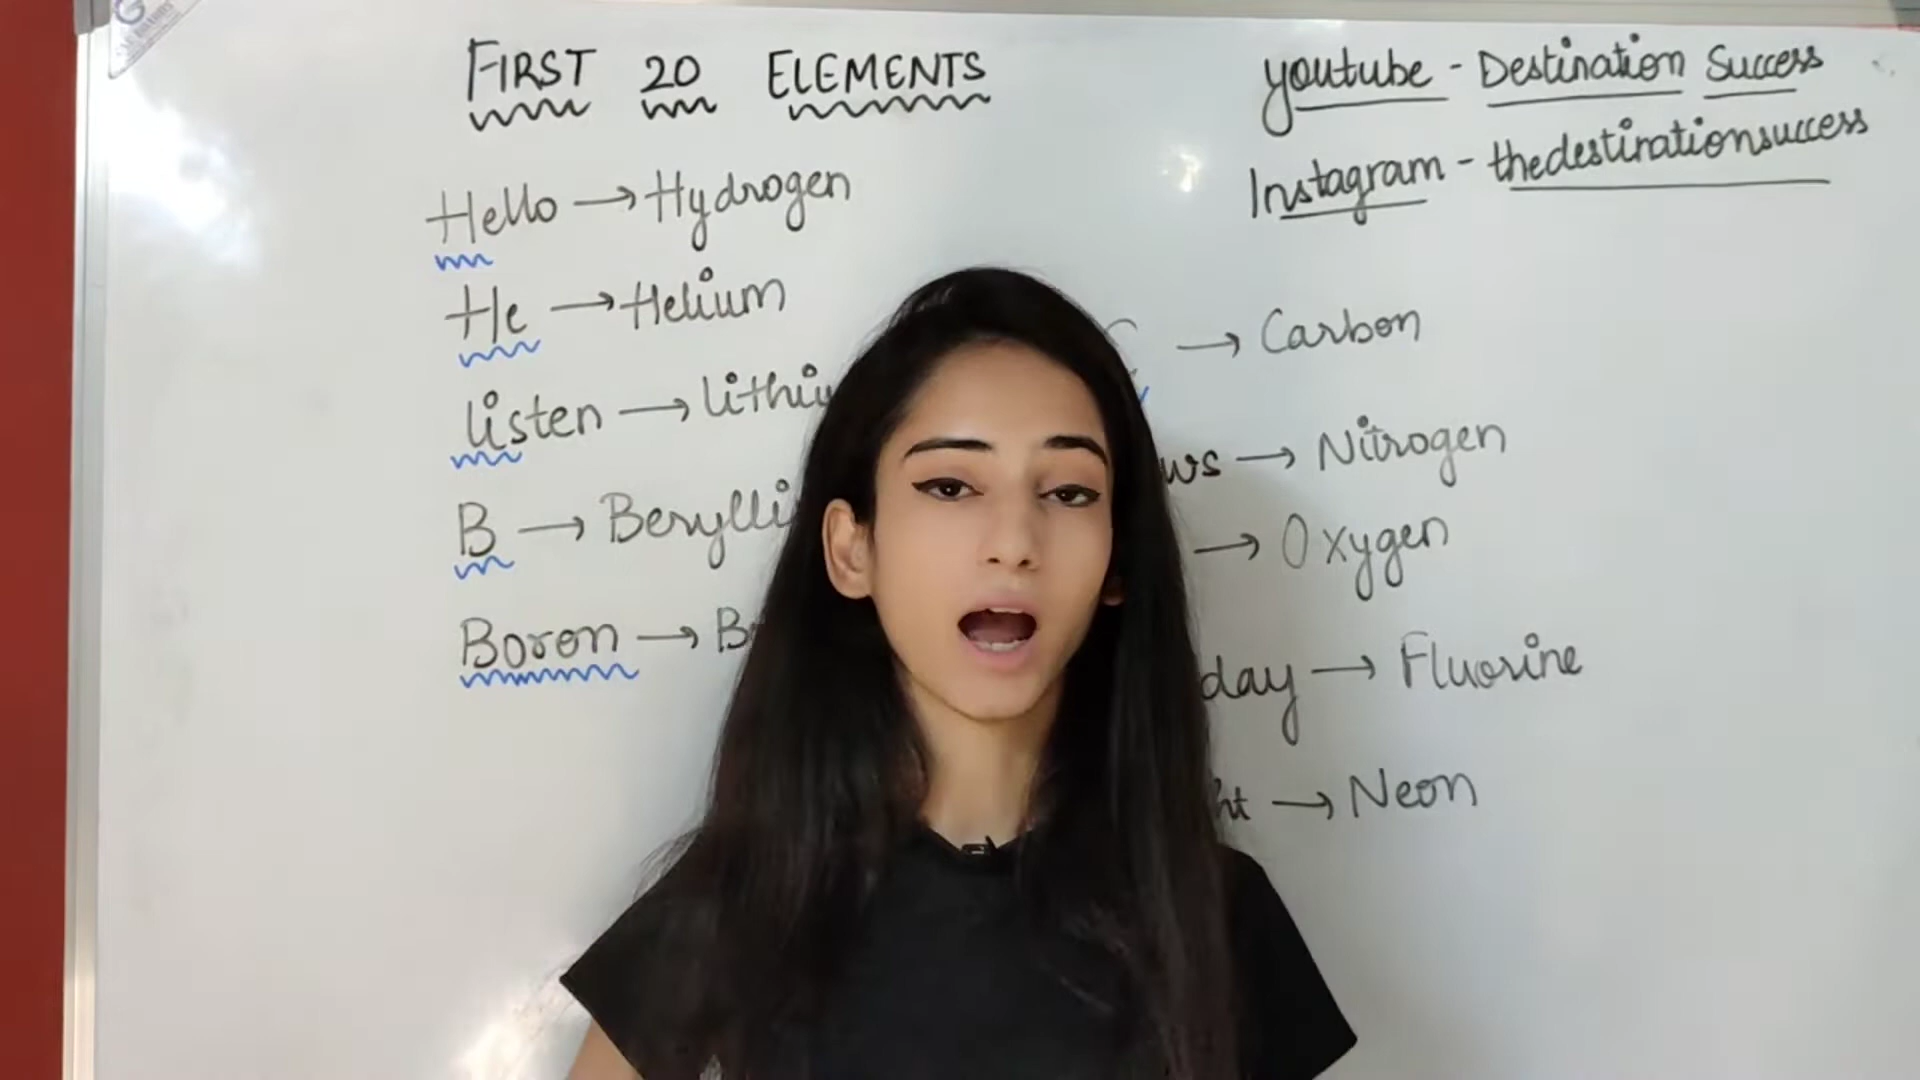 FIRST 20 ELEMENTS
youtube - Destination Success
Instagram - thedestinationsuccess
Hello → Hydrogen
He → Helium
listen → lithiu
B → Berylli
Boron → B
→ Carbon
ws → Nitrogen
→ Oxygen
day → Fluorine
ht → Neon